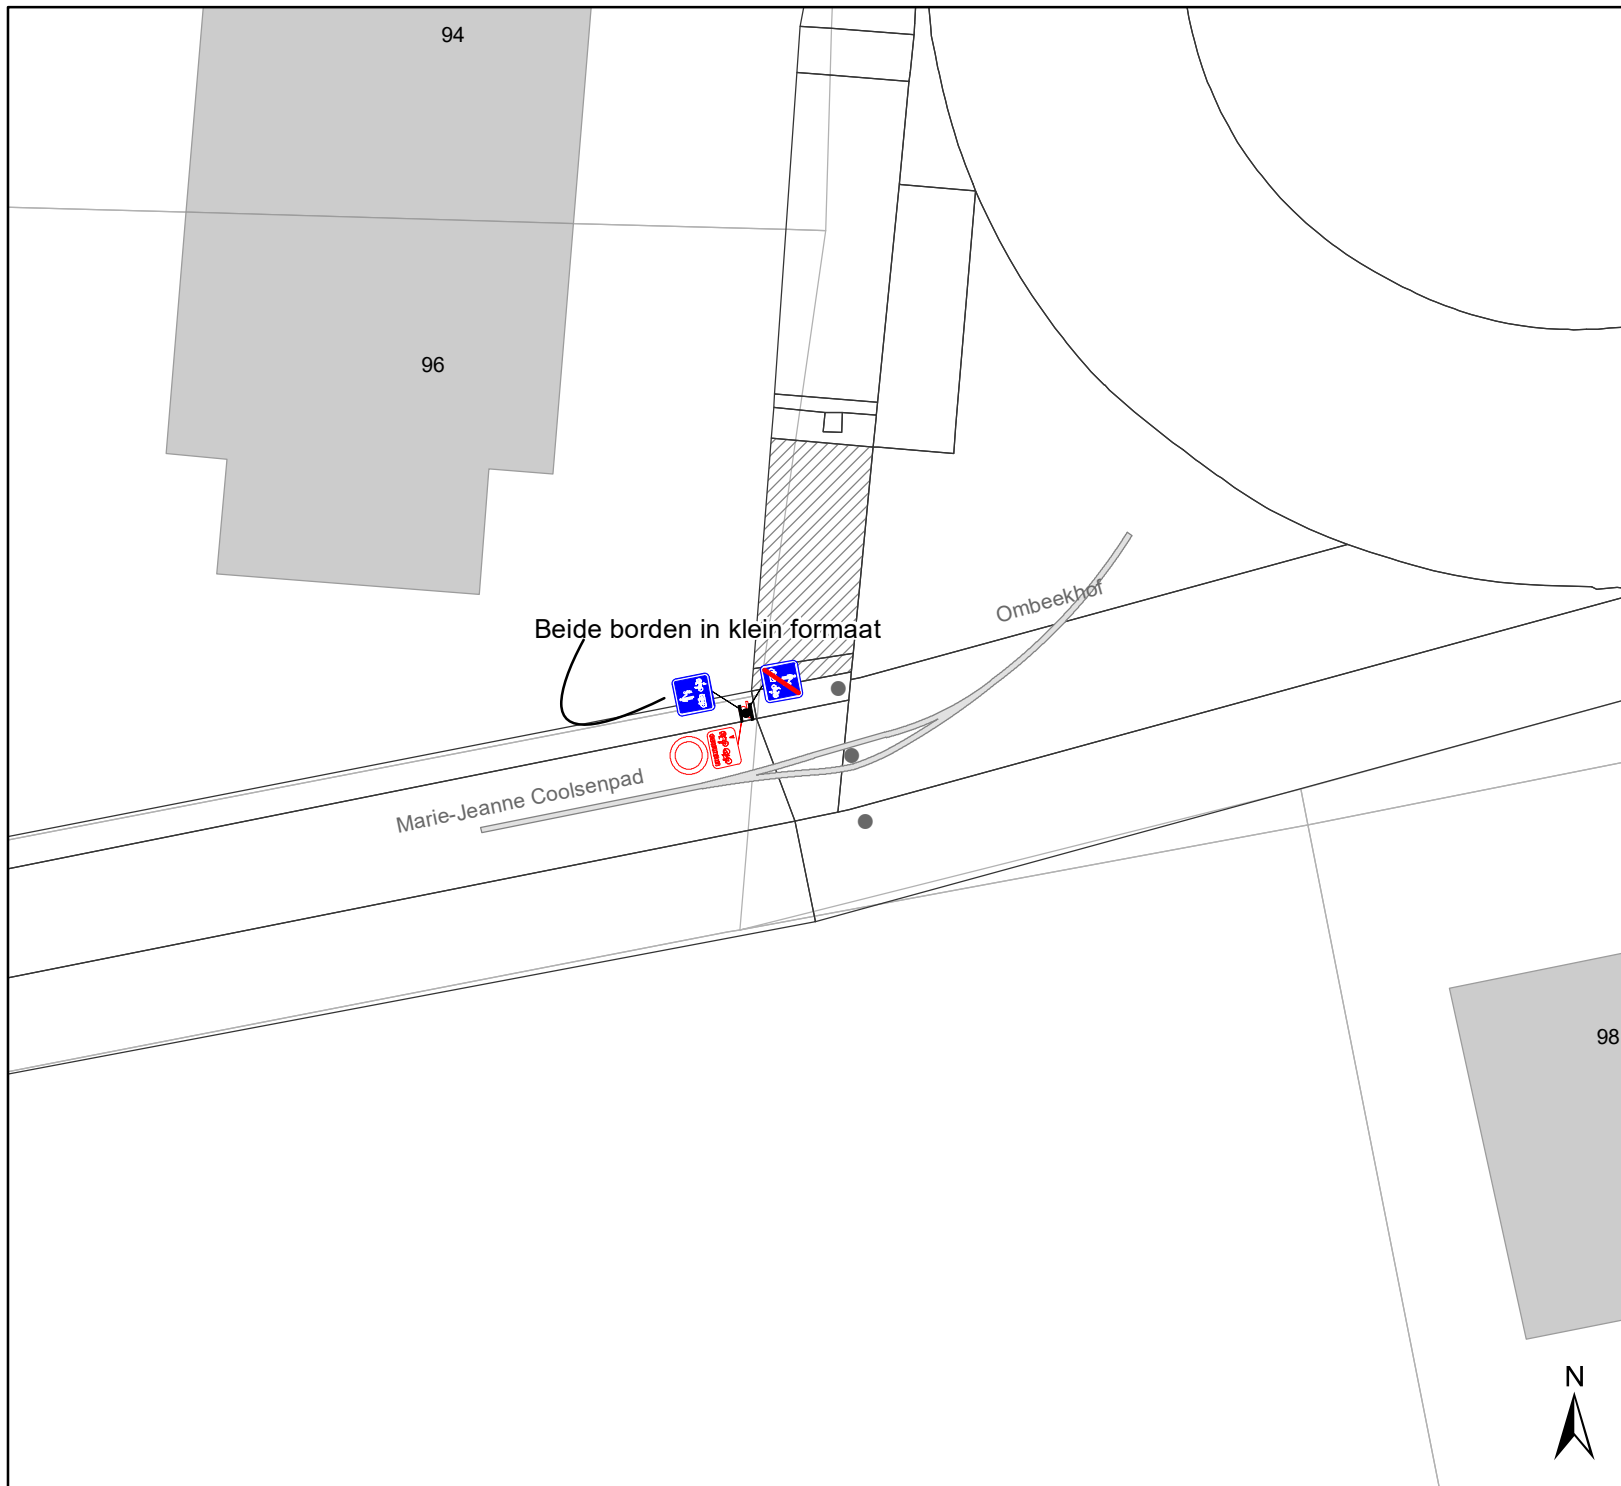 94
96
Beide borden in klein formaat
Ombeekhof
Marie-Jeanne Coolsenpad
98
N